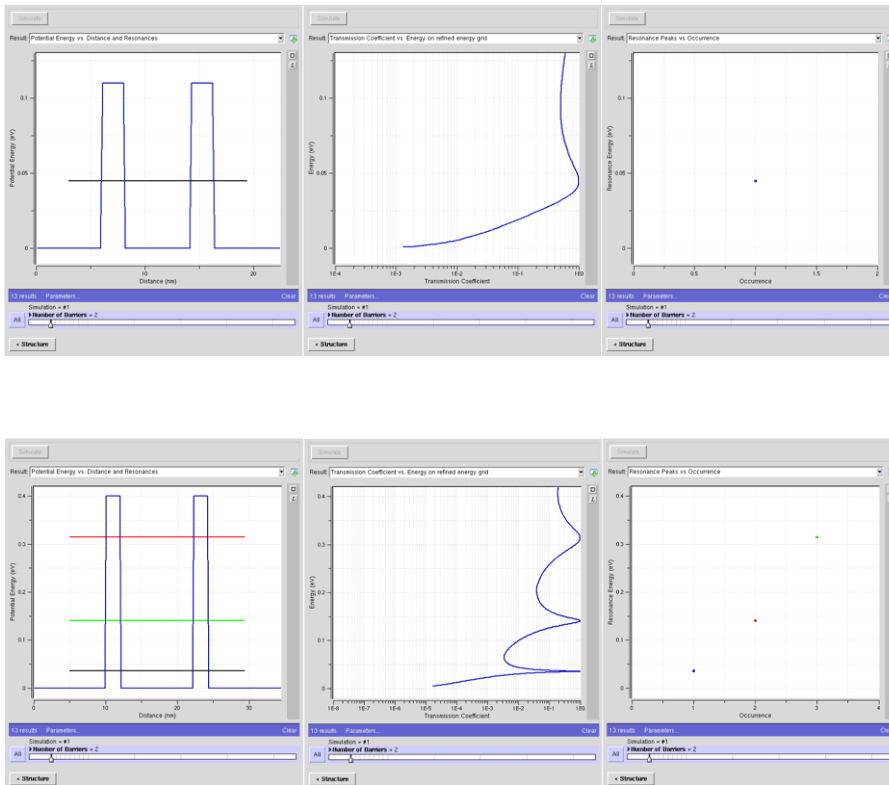 Simulate
Result: Potential Energy vs. Distance and Resonances
0.1
0.05
0
Potential Energy (eV)
0 10 20
Distance (nm)
13 results Parameters... Clear
Simulation = #1
All Number of Barriers = 2
< Structure
Simulate
Result: Transmission Coefficient vs. Energy on refined energy grid
0.1
0.05
0
Energy (eV)
1E-4 1E-3 1E-2 1E-1 1E0
Transmission Coefficient
13 results Parameters... Clear
Simulation = #1
All Number of Barriers = 2
< Structure
Simulate
Result: Resonance Peaks vs Occurrence
0.1
0.05
0
Resonance Energy (eV)
0 0.5 1 1.5 2
Occurrence
13 results Parameters... Clea
Simulation = #1
All Number of Barriers = 2
< Structure
Simulate
Result: Potential Energy vs. Distance and Resonances
0.4
0.3
0.2
0.1
0
Potential Energy (eV)
0 10 20 30
Distance (nm)
13 results Parameters... Clear
Simulation = #1
All Number of Barriers = 2
< Structure
Simulate
Result: Transmission Coefficient vs. Energy on refined energy grid
0.4
0.3
0.2
0.1
0
Energy (eV)
1E-8 1E-7 1E-6 1E-5 1E-4 1E-3 1E-2 1E-1 1E0
Transmission Coefficient
13 results Parameters... Clear
Simulation = #1
All Number of Barriers = 2
< Structure
Simulate
Result: Resonance Peaks vs Occurrence
0.4
0.3
0.2
0.1
0
Resonance Energy (eV)
0 1 2 3 4
Occurrence
13 results Parameters... Clea
Simulation = #1
All Number of Barriers = 2
< Structure